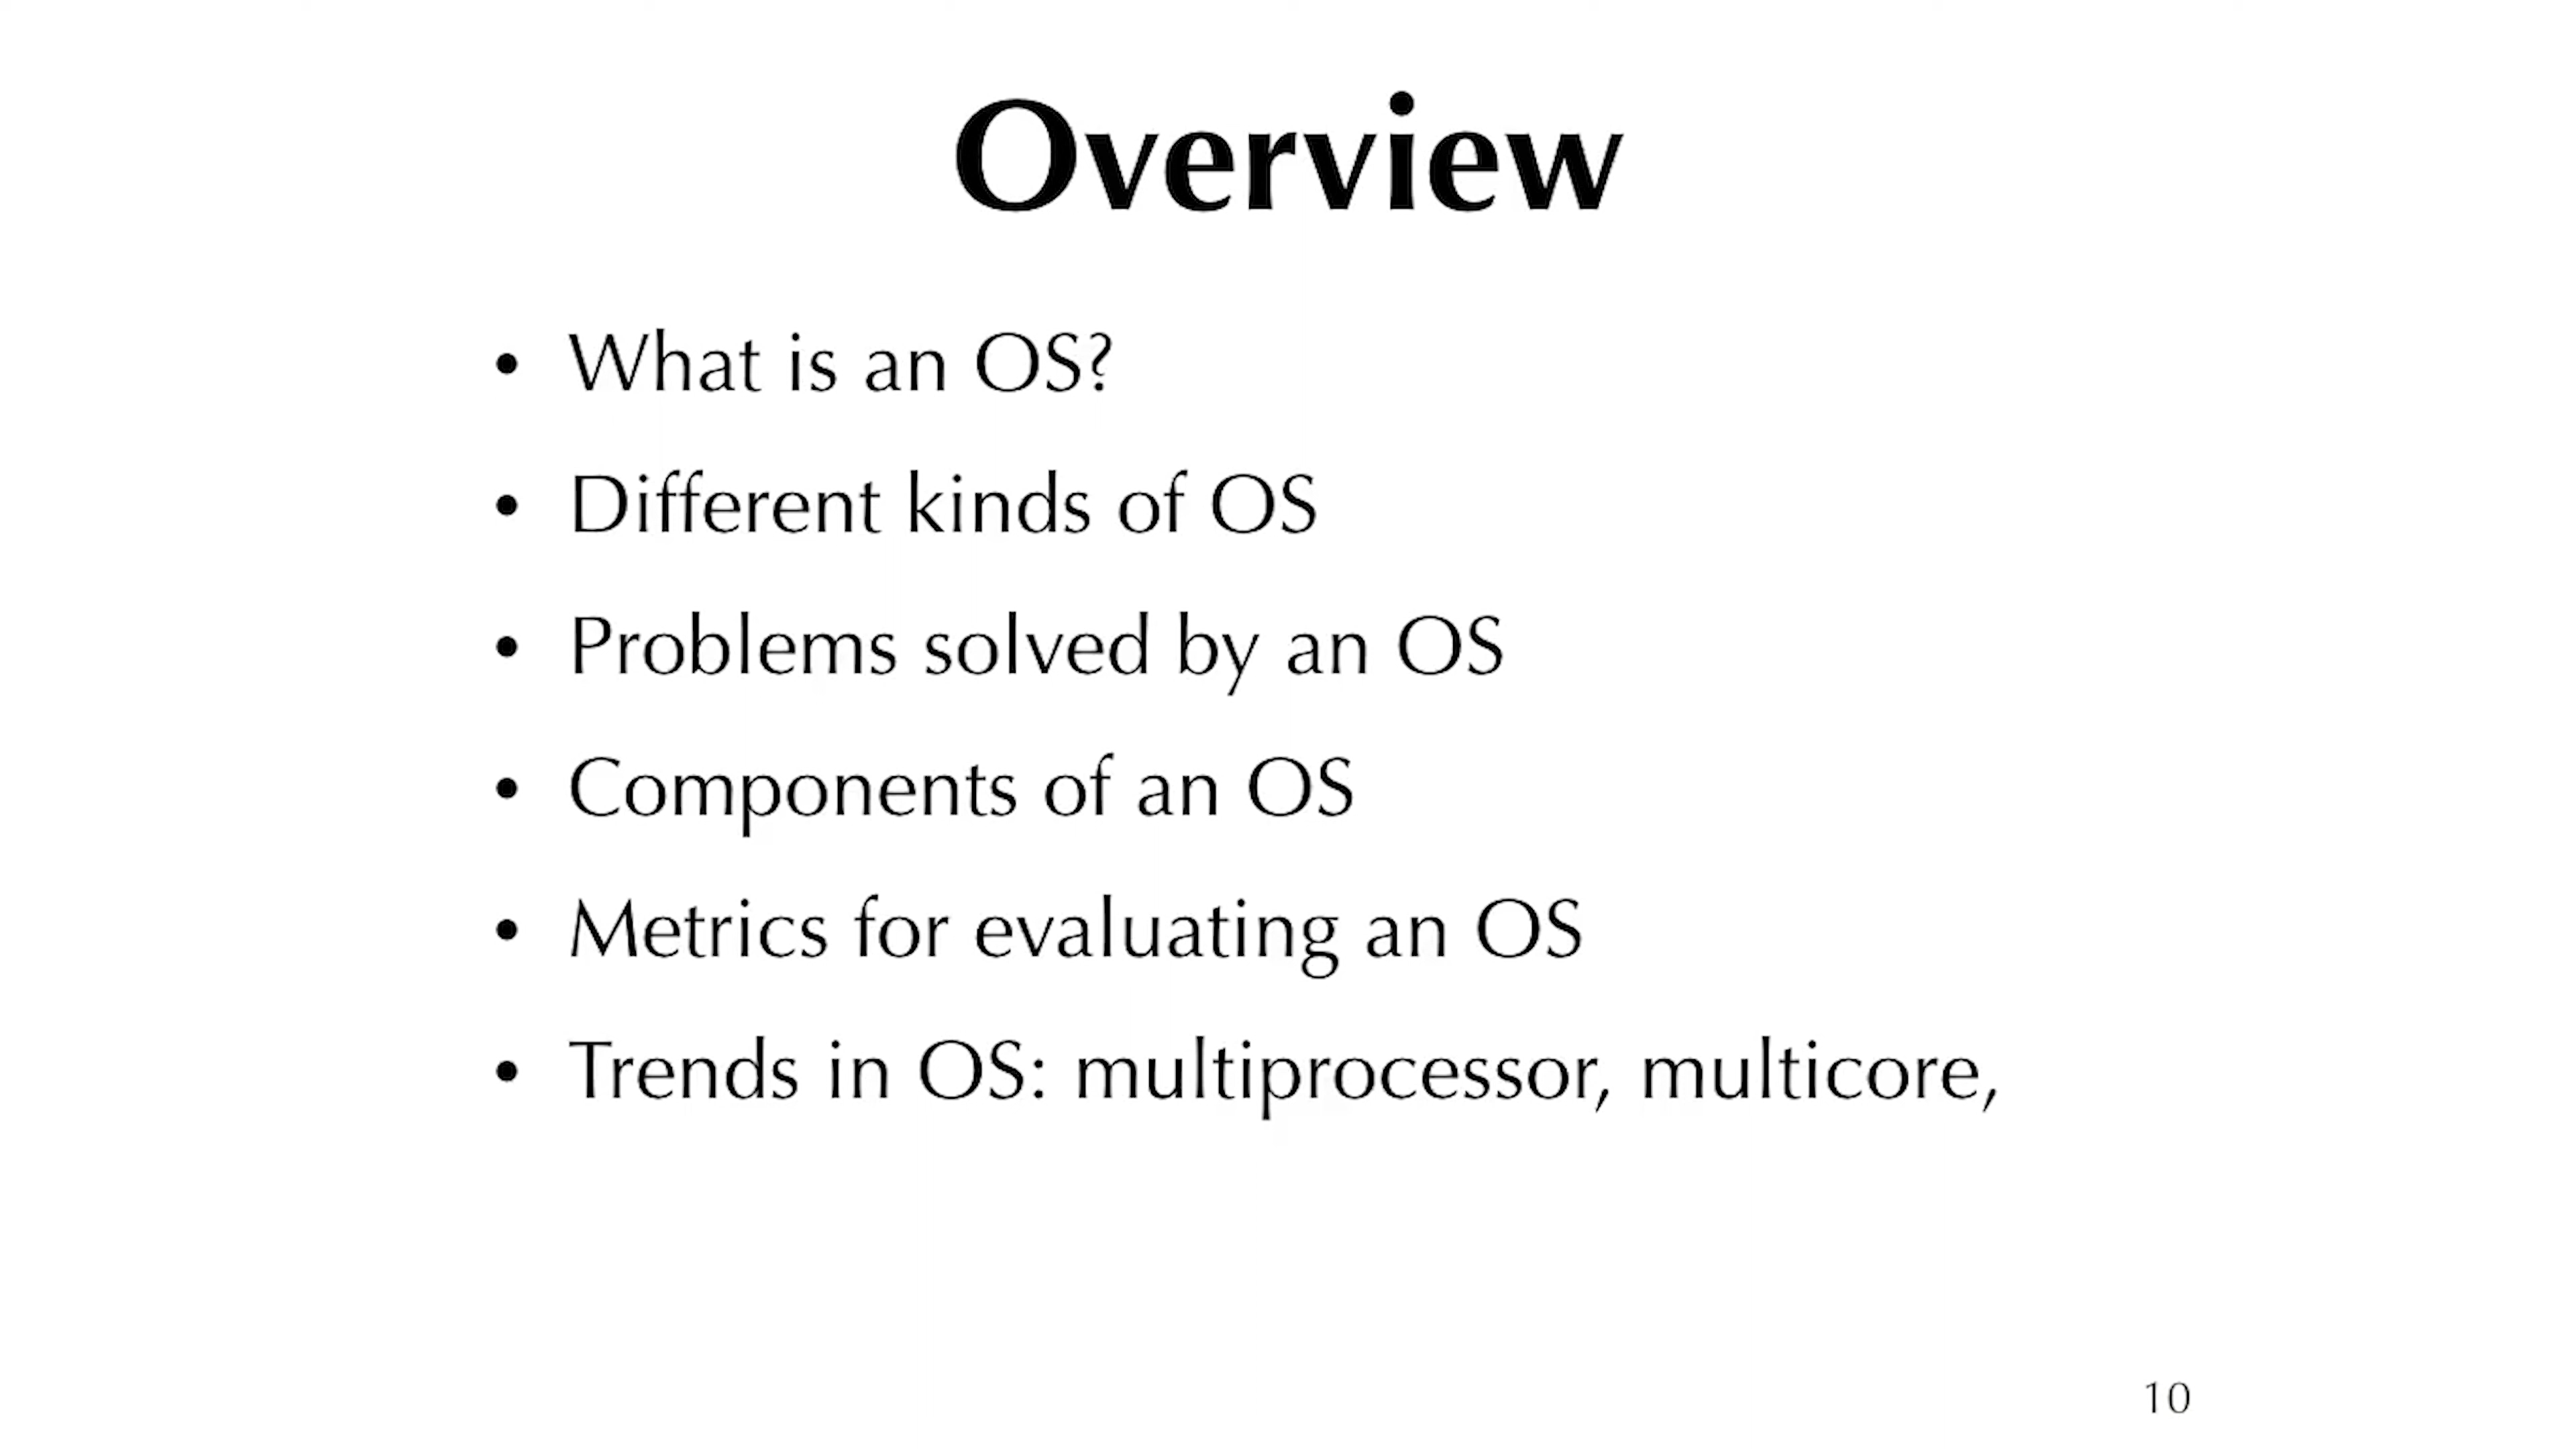 Overview
• What is an OS?
• Different kinds of OS
• Problems solved by an OS
• Components of an OS
• Metrics for evaluating an OS
• Trends in OS: multiprocessor, multicore,
10